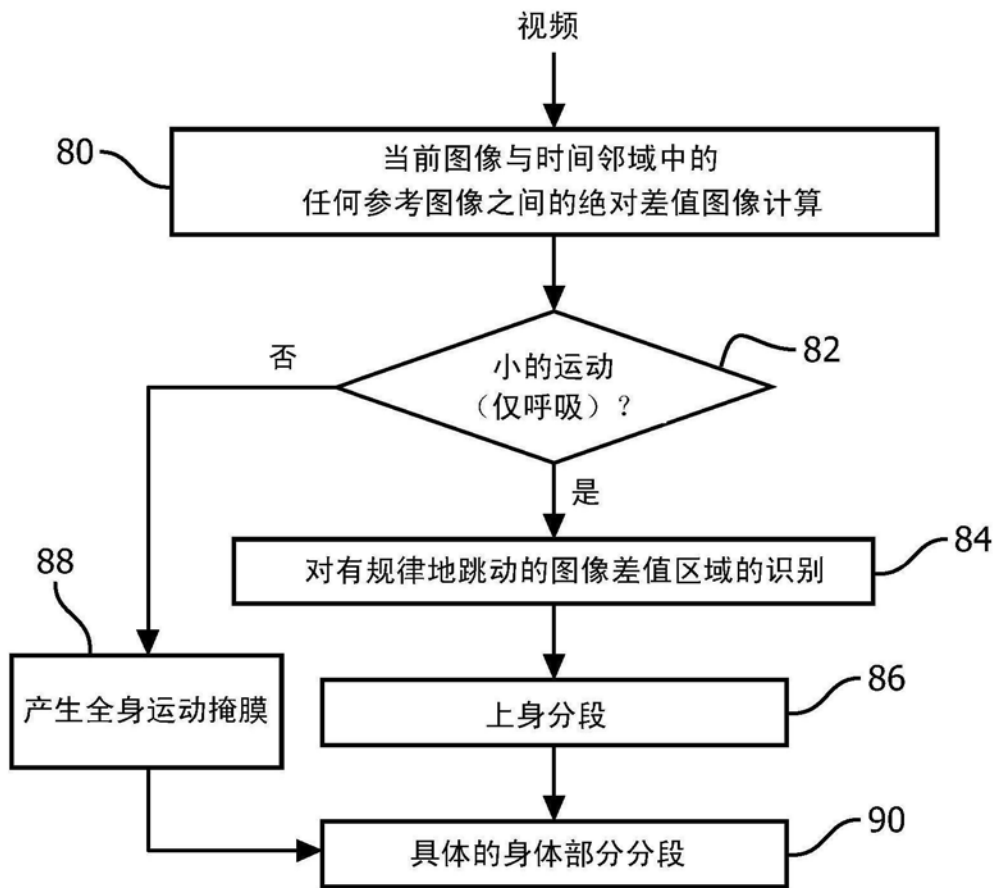 视频
80
当前图像与时间邻域中的
任何参考图像之间的绝对差值图像计算
82
否
小的运动
（仅呼吸）？
是
84
对有规律地跳动的图像差值区域的识别
88
产生全身运动掩膜
86
上身分段
90
具体的身体部分分段